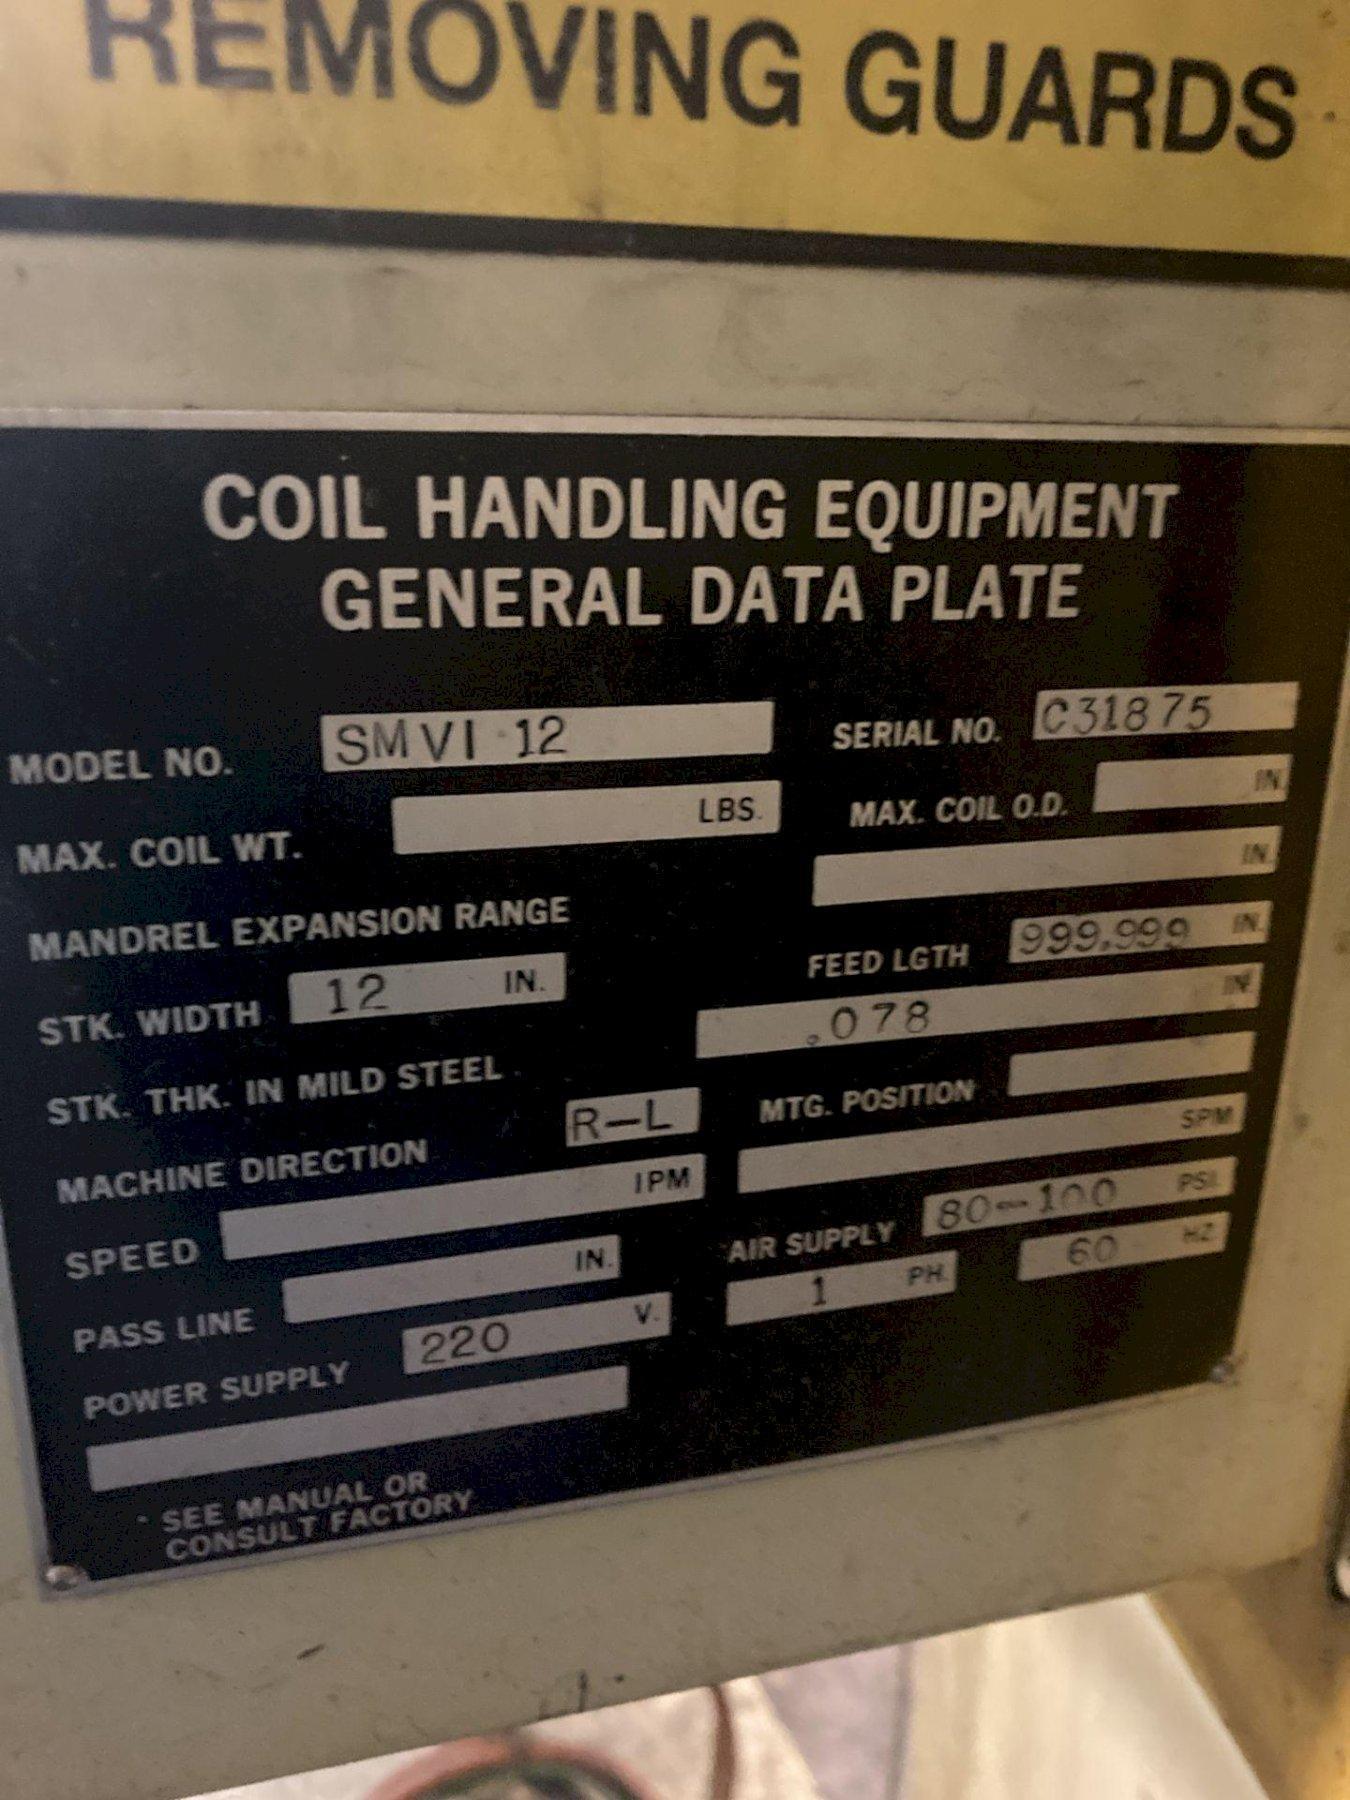 REMOVING GUARDS
COIL HANDLING EQUIPMENT
GENERAL DATA PLATE
MODEL NO. SMVI-12 SERIAL NO. C31875
MAX. COIL WT. LBS. MAX. COIL O.D. IN.
MANDREL EXPANSION RANGE IN.
STK. WIDTH 12 IN. FEED LGTH 999.999 IN.
STK. THK. IN MILD STEEL .078 IN.
MACHINE DIRECTION R-L MTG. POSITION
SPEED IPM SPM
PASS LINE IN. AIR SUPPLY 80-100 PSI.
POWER SUPPLY 220 V. 1 PH. 60 HZ.
SEE MANUAL OR
CONSULT FACTORY